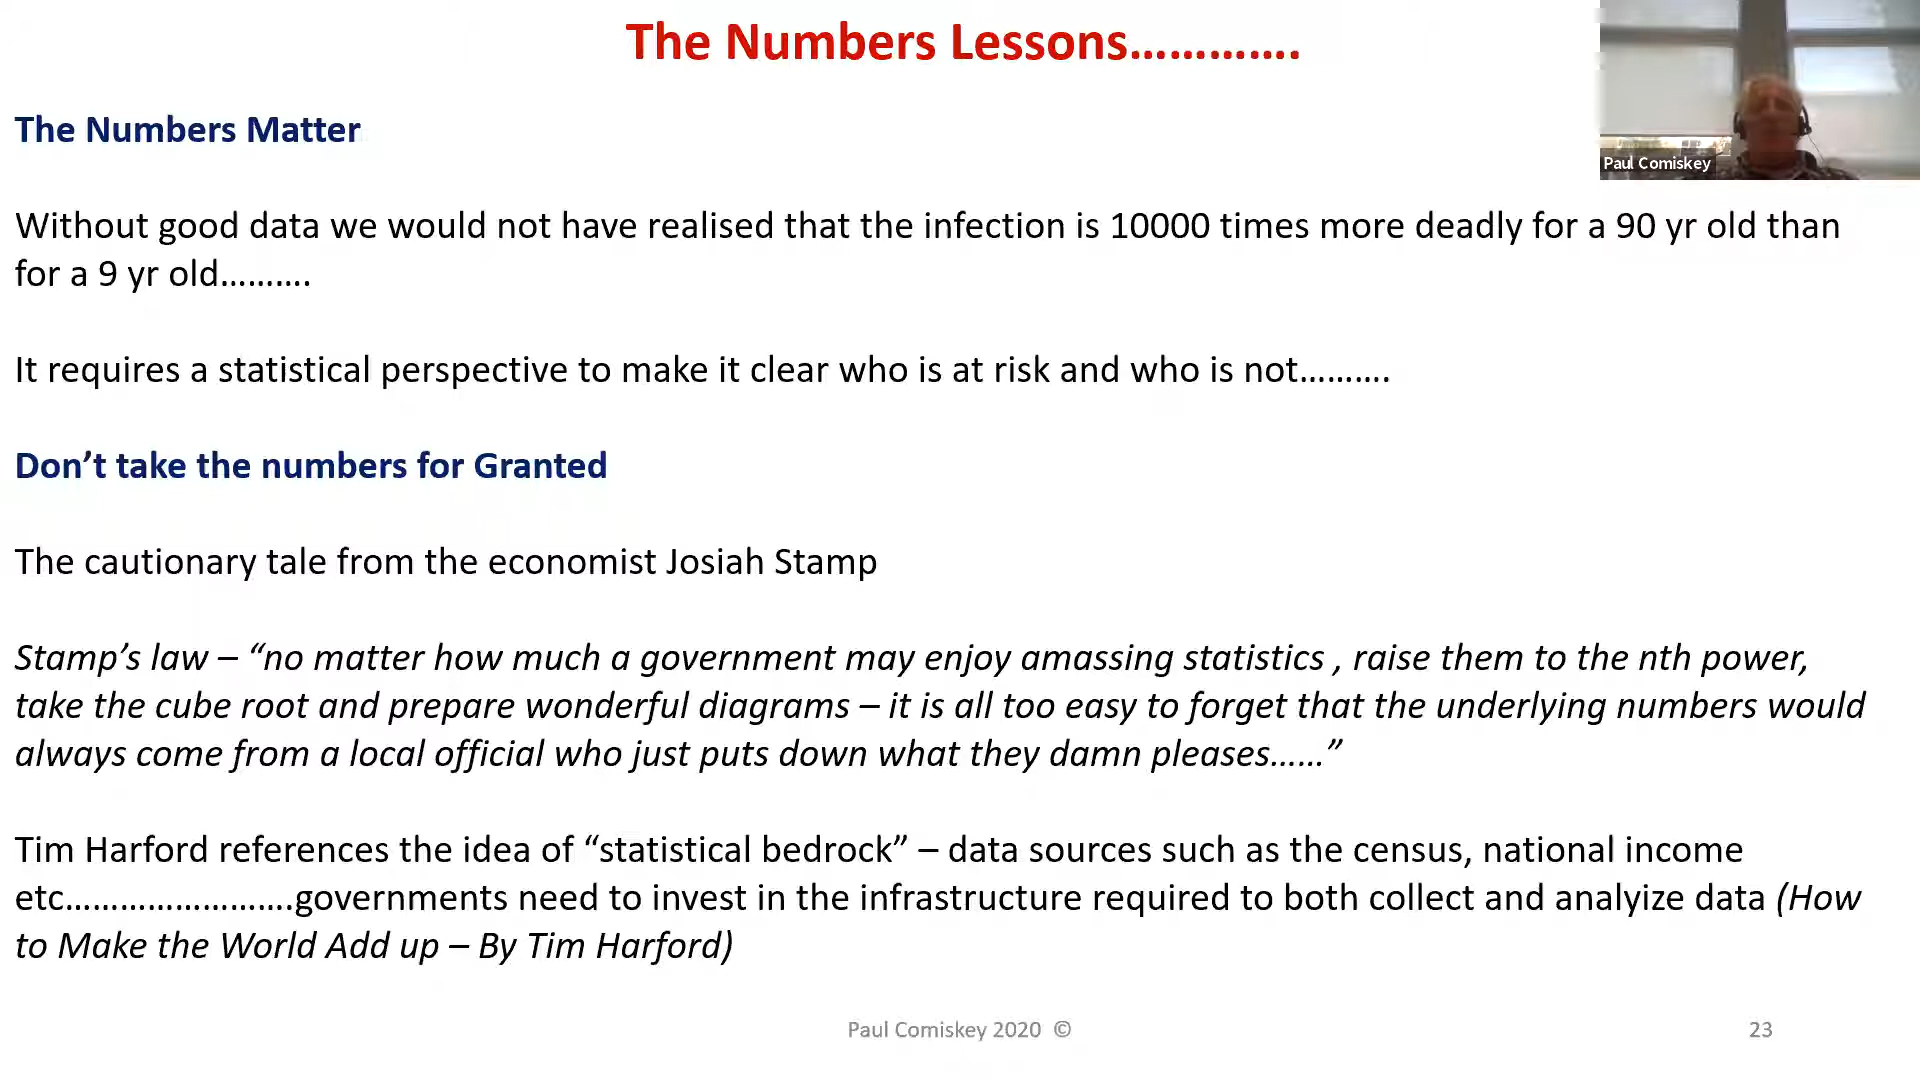 The Numbers Lessons………….
Paul Comiskey
The Numbers Matter
Without good data we would not have realised that the infection is 10000 times more deadly for a 90 yr old than
for a 9 yr old……….
It requires a statistical perspective to make it clear who is at risk and who is not……….
Don’t take the numbers for Granted
The cautionary tale from the economist Josiah Stamp
Stamp’s law – “no matter how much a government may enjoy amassing statistics , raise them to the nth power,
take the cube root and prepare wonderful diagrams – it is all too easy to forget that the underlying numbers would
always come from a local official who just puts down what they damn pleases……”
Tim Harford references the idea of “statistical bedrock” – data sources such as the census, national income
etc…………………….governments need to invest in the infrastructure required to both collect and analyize data (How
to Make the World Add up – By Tim Harford)
Paul Comiskey 2020 ©
23